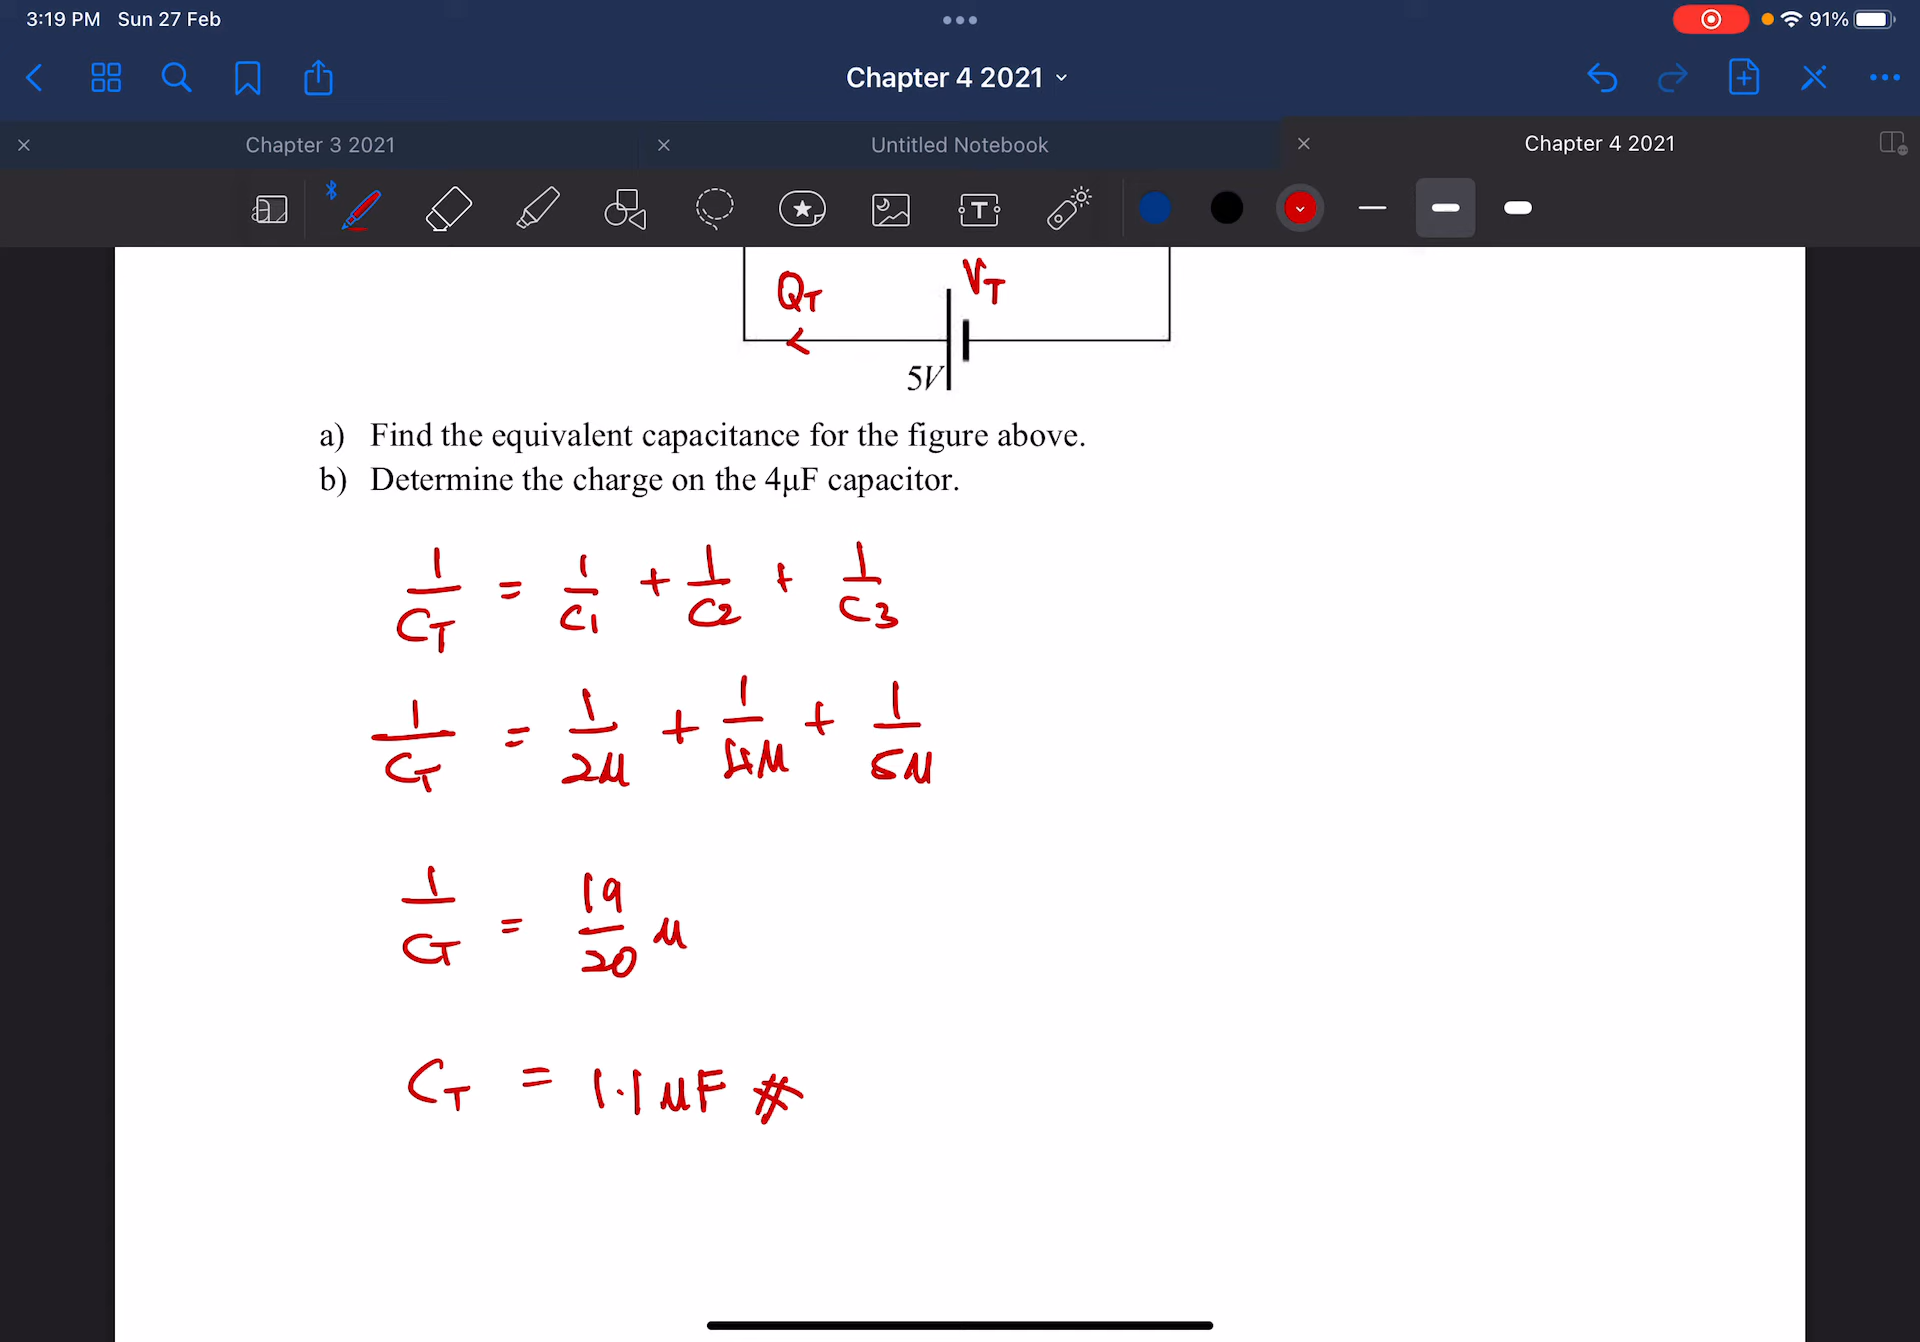 3:19 PM Sun 27 Feb
91%
Chapter 4 2021
Chapter 3 2021
Untitled Notebook
Chapter 4 2021
T
QT
VT
5V
a) Find the equivalent capacitance for the figure above.
b) Determine the charge on the 4μF capacitor.
1/CT = 1/C1 + 1/C2 + 1/C3
1/CT = 1/2μ + 1/4μ + 1/5μ
1/CT = 19/20 μ
CT = 1.1 μF #